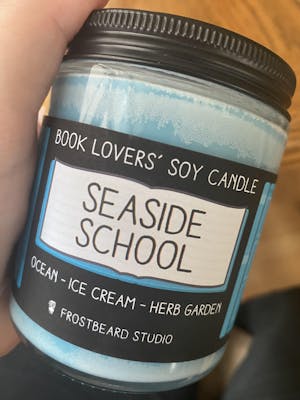 BOOK LOVERS' SOY CANDLE
SEASIDE
SCHOOL
OCEAN - ICE CREAM - HERB GARDEN
FROSTBEARD STUDIO